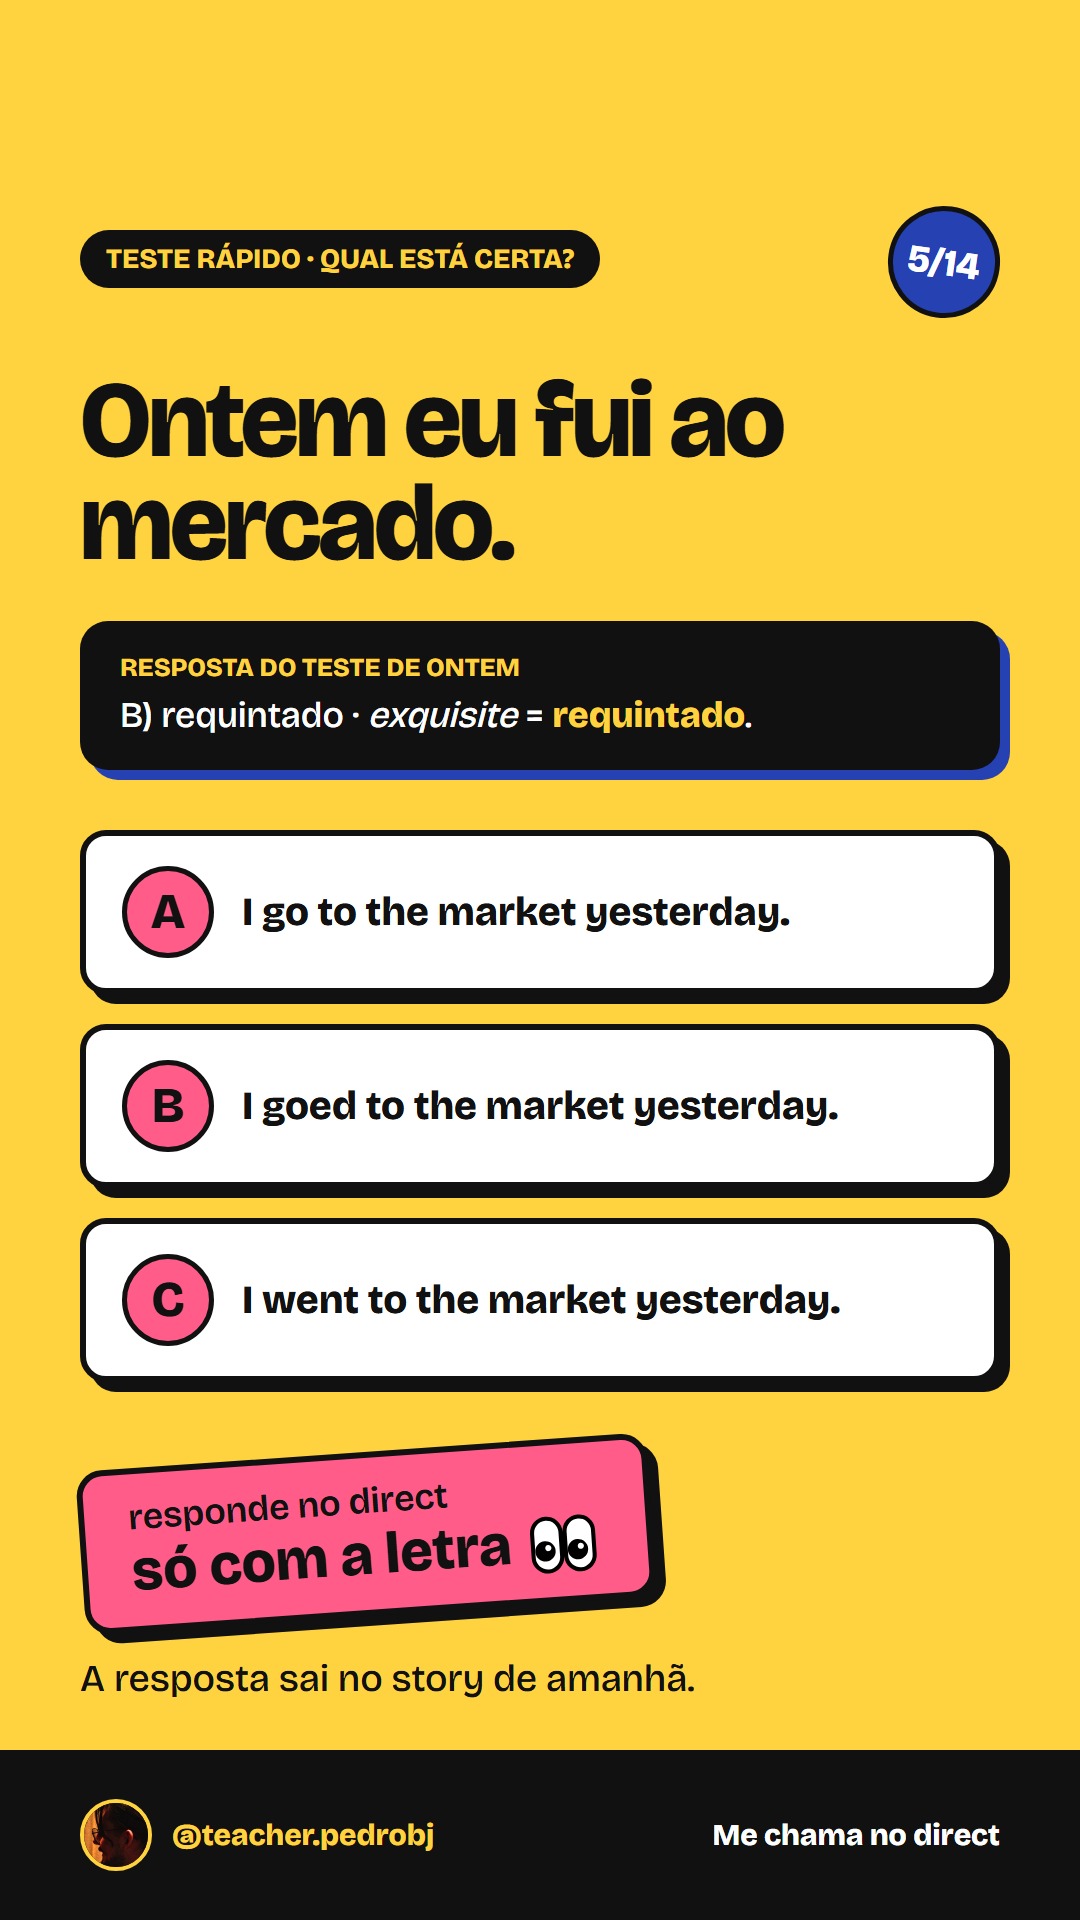 TESTE RÁPIDO · QUAL ESTÁ CERTA?
5/14
Ontem eu fui ao
mercado.
RESPOSTA DO TESTE DE ONTEM
B) requintado · exquisite = requintado.
A
I go to the market yesterday.
B
I goed to the market yesterday.
C
I went to the market yesterday.
responde no direct
só com a letra 👀
A resposta sai no story de amanhã.
@teacher.pedrobj
Me chama no direct